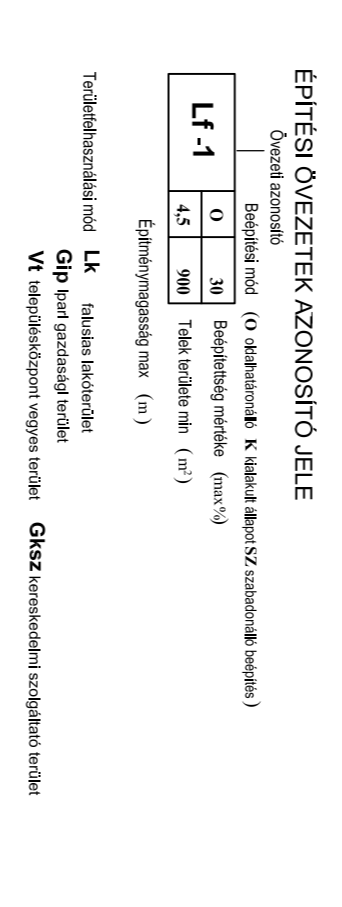 ÉPÍTÉSI ÖVEZETEK AZONOSÍTÓ JELE
Övezeti azonosító
Beépítési mód (O oldalhatáronálló K kialakult állapot SZ szabadonálló beépítés )
Lf -1 O 30 Beépítettség mértéke (max%)
4,5 900 Telek területe min ( m²)
Építménymagasság max (m)
Területfelhasználási mód Lk falusias lakóterület
Gip Ipari gazdasági terület
Vt településközpont vegyes terület Gksz kereskedelmi szolgáltató terület